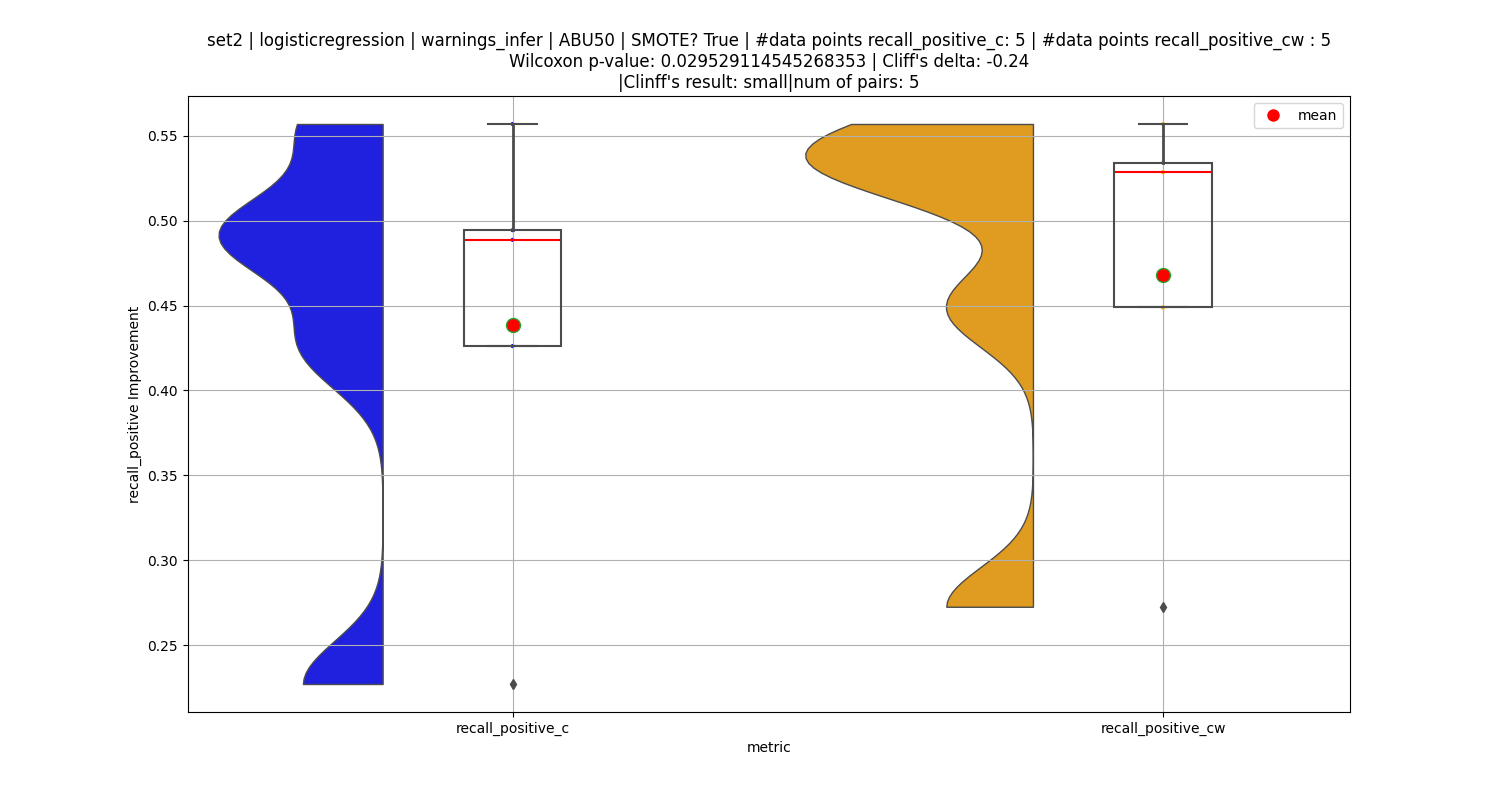 set2 | logisticregression | warnings_infer | ABU50 | SMOTE? True | #data points recall_positive_c: 5 | #data points recall_positive_cw : 5
Wilcoxon p-value: 0.029529114545268353 | Cliff's delta: -0.24
|Clinff's result: small|num of pairs: 5
mean
0.55
0.50
0.45
0.40
0.35
0.30
0.25
recall_positive Improvement
recall_positive_c
recall_positive_cw
metric